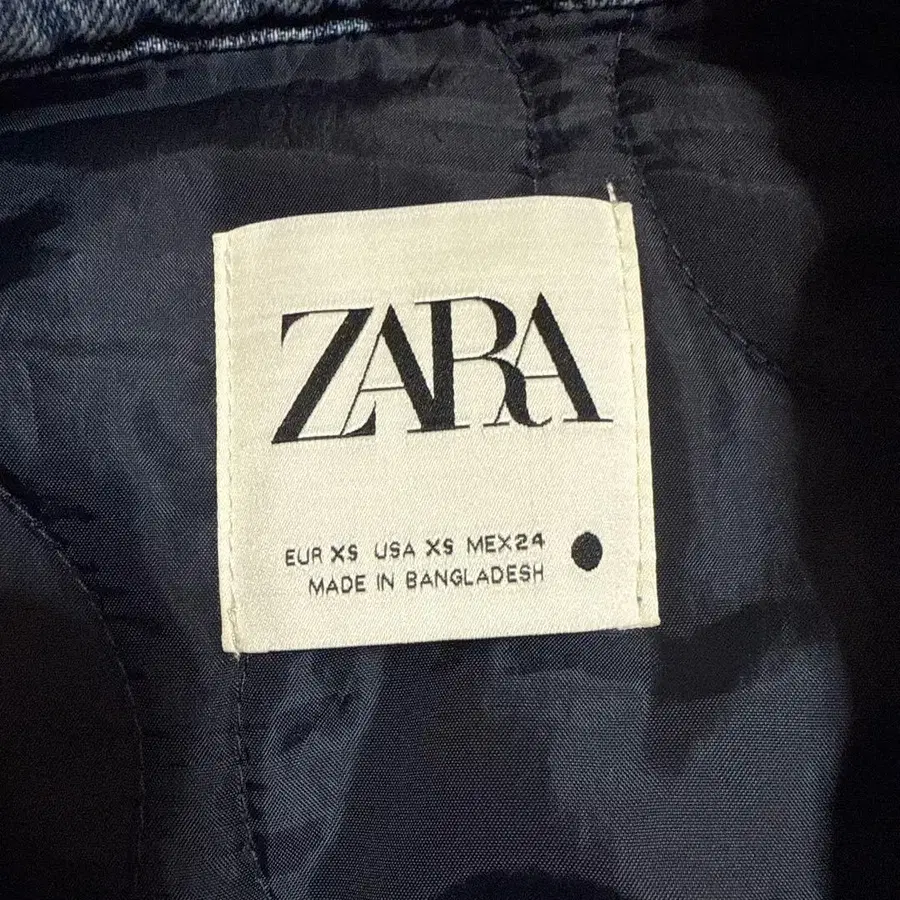 ZARA
EUR XS USA XS MEX24
MADE IN BANGLADESH